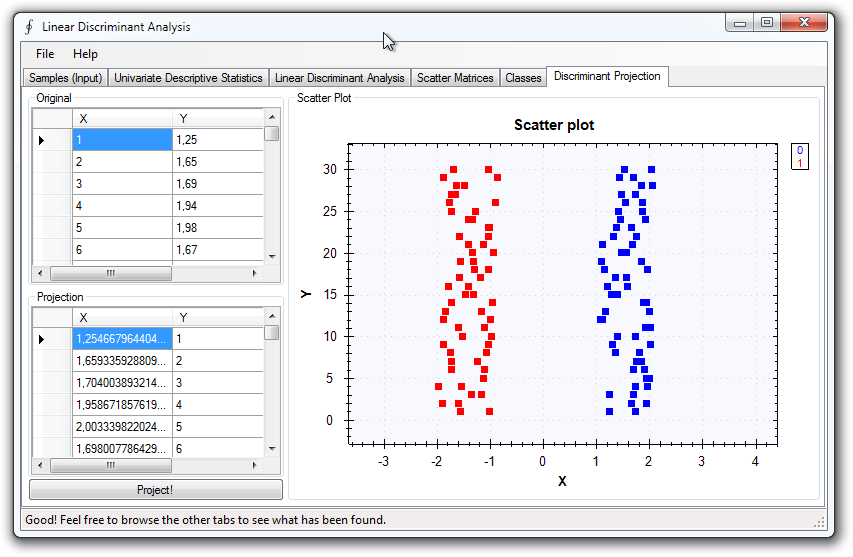 Linear Discriminant Analysis
File Help
Samples (Input) Univariate Descriptive Statistics Linear Discriminant Analysis Scatter Matrices Classes Discriminant Projection
Original
X Y
1 1,25
2 1,65
3 1,69
4 1,94
5 1,98
6 1,67
Projection
X Y
1,254667964404... 1
1,659335928809... 2
1,704003893214... 3
1,958671857619... 4
2,003339822024... 5
1,698007786429... 6
Project!
Scatter Plot
Scatter plot
0
1
30
25
20
15
10
5
0
Y
-3 -2 -1 0 1 2 3 4
X
Good! Feel free to browse the other tabs to see what has been found.